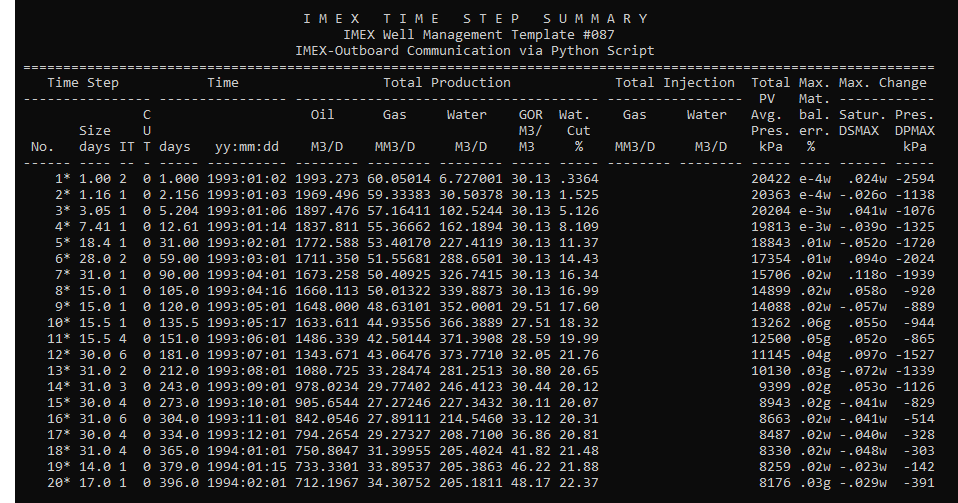 I M E X   T I M E   S T E P   S U M M A R Y
IMEX Well Management Template #087
IMEX-Outboard Communication via Python Script
===================================================================================================================
Time Step Time Total Production Total Injection Total Max. Max. Change
PV Mat.
C Oil Gas Water GOR Wat. Gas Water Avg. bal. Satur. Pres.
Size U M3/ Cut Pres. err. DSMAX DPMAX
No. days IT T days yy:mm:dd M3/D MM3/D M3/D M3 % MM3/D M3/D kPa % kPa
1* 1.00 2 0 1.000 1993:01:02 1993.273 60.05014 6.727001 30.13 .3364 20422 e-4w .024w -2594
2* 1.16 1 0 2.156 1993:01:03 1969.496 59.33383 30.50378 30.13 1.525 20363 e-4w -.026o -1138
3* 3.05 1 0 5.204 1993:01:06 1897.476 57.16411 102.5244 30.13 5.126 20204 e-3w .041w -1076
4* 7.41 1 0 12.61 1993:01:14 1837.811 55.36662 162.1894 30.13 8.109 19813 e-3w -.039o -1325
5* 18.4 1 0 31.00 1993:02:01 1772.588 53.40170 227.4119 30.13 11.37 18843 .01w -.052o -1720
6* 28.0 2 0 59.00 1993:03:01 1711.350 51.55681 288.6501 30.13 14.43 17354 .01w .094o -2024
7* 31.0 1 0 90.00 1993:04:01 1673.258 50.40925 326.7415 30.13 16.34 15706 .02w .118o -1939
8* 15.0 1 0 105.0 1993:04:16 1660.113 50.01322 339.8873 30.13 16.99 14899 .02w .058o -920
9* 15.0 1 0 120.0 1993:05:01 1648.000 48.63101 352.0001 29.51 17.60 14088 .02w -.057w -889
10* 15.5 1 0 135.5 1993:05:17 1633.611 44.93556 366.3889 27.51 18.32 13262 .06g .055o -944
11* 15.5 4 0 151.0 1993:06:01 1486.339 42.50144 371.3908 28.59 19.99 12500 .05g .052o -865
12* 30.0 6 0 181.0 1993:07:01 1343.671 43.06476 373.7710 32.05 21.76 11145 .04g .097o -1527
13* 31.0 2 0 212.0 1993:08:01 1080.725 33.28474 281.2513 30.80 20.65 10130 .03g -.072w -1339
14* 31.0 3 0 243.0 1993:09:01 978.0234 29.77402 246.4123 30.44 20.12 9399 .02g .053o -1126
15* 30.0 4 0 273.0 1993:10:01 905.6544 27.27246 227.3432 30.11 20.07 8943 .02g -.041w -829
16* 31.0 6 0 304.0 1993:11:01 842.0546 27.89111 214.5460 33.12 20.31 8663 .02w -.041w -514
17* 30.0 4 0 334.0 1993:12:01 794.2654 29.27327 208.7100 36.86 20.81 8487 .02w -.040w -328
18* 31.0 4 0 365.0 1994:01:01 750.8047 31.39955 205.4024 41.82 21.48 8330 .02w -.048w -303
19* 14.0 1 0 379.0 1994:01:15 733.3301 33.89537 205.3863 46.22 21.88 8259 .02w -.023w -142
20* 17.0 1 0 396.0 1994:02:01 712.1967 34.30752 205.1811 48.17 22.37 8176 .03g -.029w -391